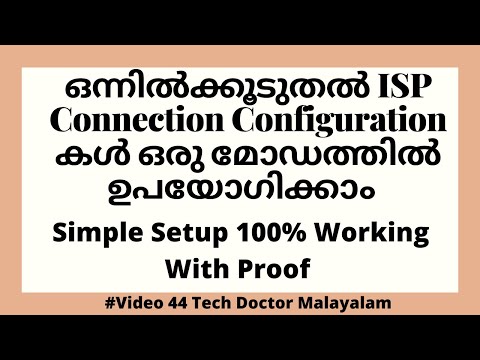 ഒന്നിൽക്കൂടുതൽ ISP
Connection Configuration
കൾ ഒരു മോഡത്തിൽ
ഉപയോഗിക്കാം
Simple Setup 100% Working
With Proof
#Video 44 Tech Doctor Malayalam